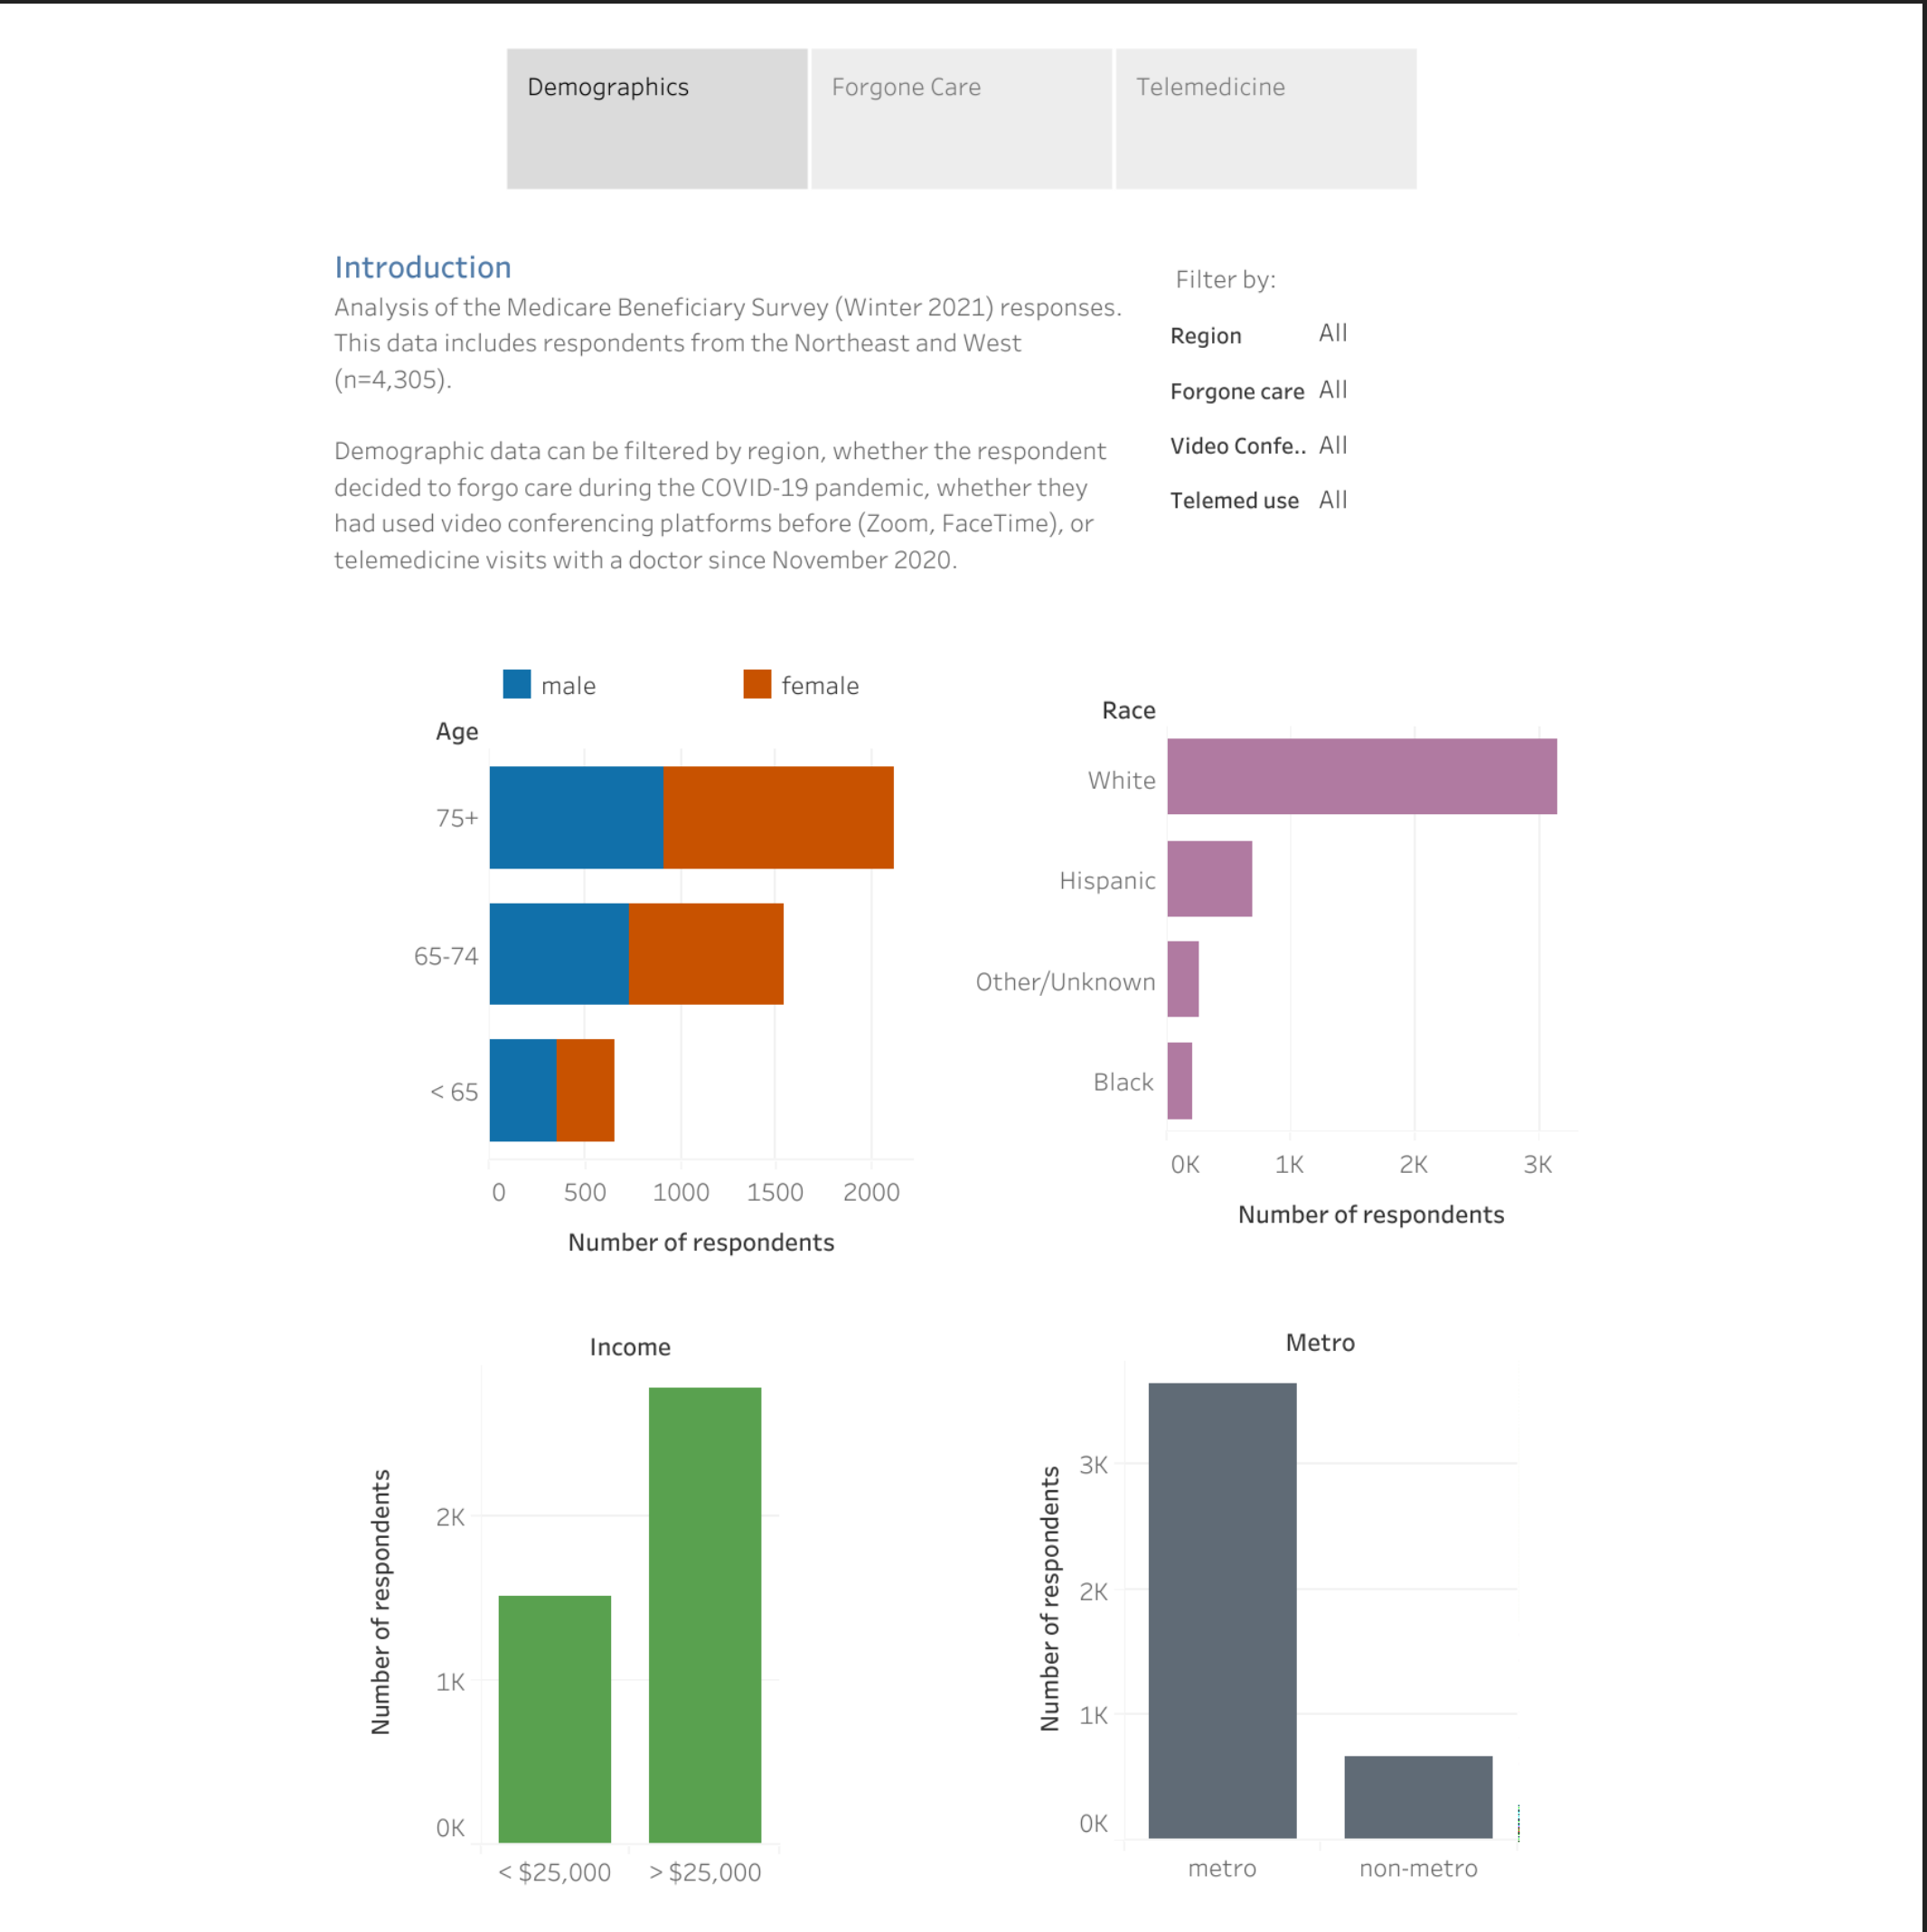 Demographics
Forgone Care
Telemedicine
Introduction
Analysis of the Medicare Beneficiary Survey (Winter 2021) responses.
This data includes respondents from the Northeast and West
(n=4,305).
Demographic data can be filtered by region, whether the respondent
decided to forgo care during the COVID-19 pandemic, whether they
had used video conferencing platforms before (Zoom, FaceTime), or
telemedicine visits with a doctor since November 2020.
Filter by:
Region All
Forgone care All
Video Confe.. All
Telemed use All
male female
Age
75+
65-74
< 65
0 500 1000 1500 2000
Number of respondents
Race
White
Hispanic
Other/Unknown
Black
0K 1K 2K 3K
Number of respondents
Income
Number of respondents
2K
1K
0K
< $25,000 > $25,000
Metro
Number of respondents
3K
2K
1K
0K
metro non-metro